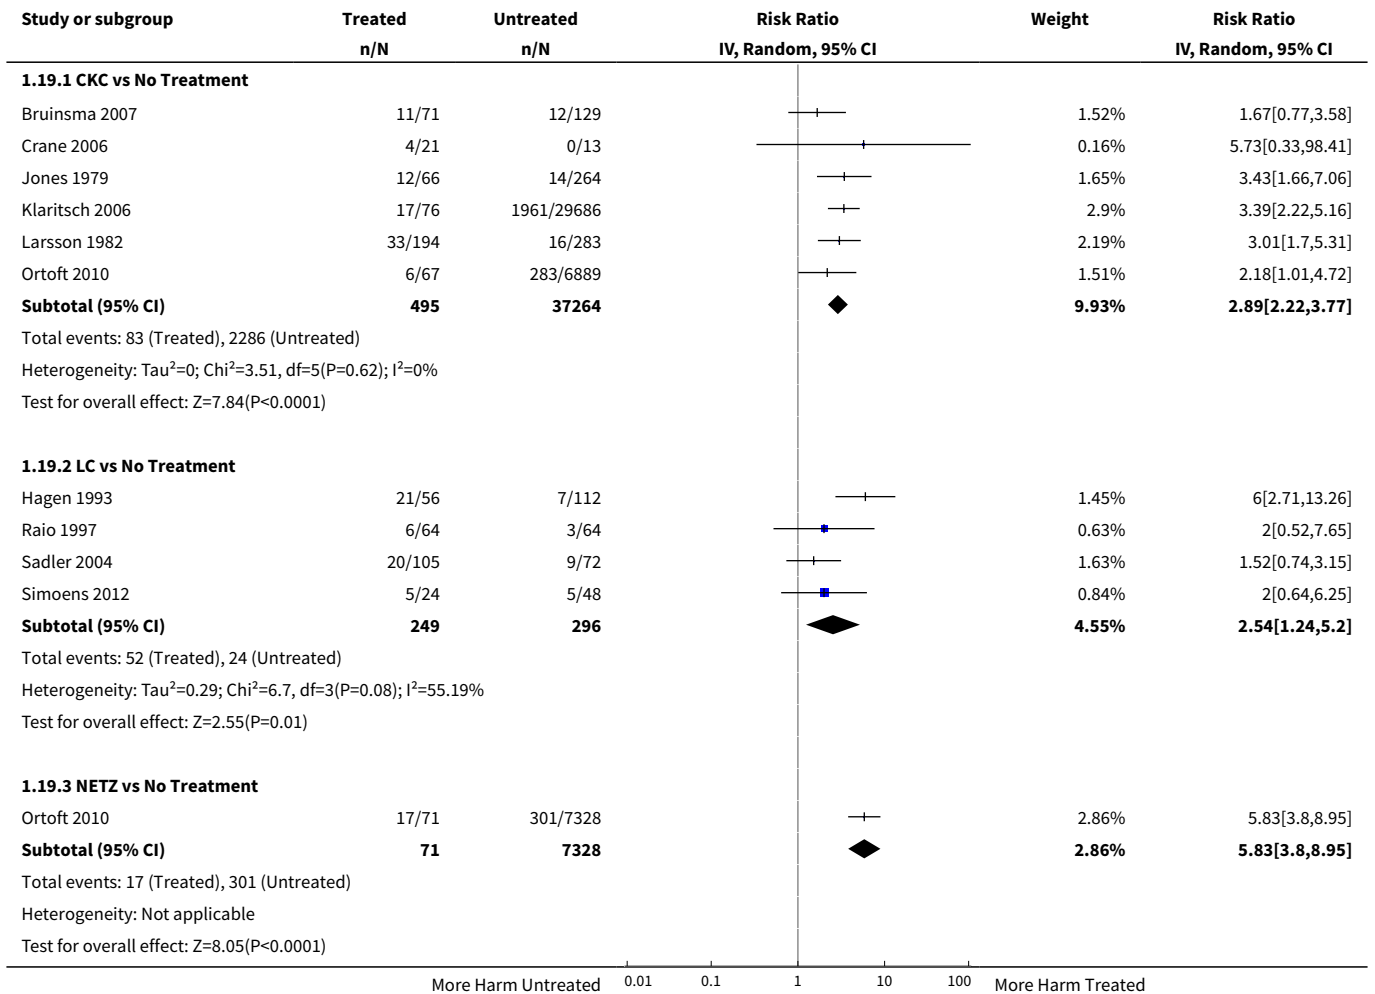 Study or subgroup Treated Untreated Risk Ratio Weight Risk Ratio
n/N n/N IV, Random, 95% CI IV, Random, 95% CI
1.19.1 CKC vs No Treatment
Bruinsma 2007 11/71 12/129 1.52% 1.67[0.77,3.58]
Crane 2006 4/21 0/13 0.16% 5.73[0.33,98.41]
Jones 1979 12/66 14/264 1.65% 3.43[1.66,7.06]
Klaritsch 2006 17/76 1961/29686 2.9% 3.39[2.22,5.16]
Larsson 1982 33/194 16/283 2.19% 3.01[1.7,5.31]
Ortoft 2010 6/67 283/6889 1.51% 2.18[1.01,4.72]
Subtotal (95% CI) 495 37264 9.93% 2.89[2.22,3.77]
Total events: 83 (Treated), 2286 (Untreated)
Heterogeneity: Tau²=0; Chi²=3.51, df=5(P=0.62); I²=0%
Test for overall effect: Z=7.84(P<0.0001)
1.19.2 LC vs No Treatment
Hagen 1993 21/56 7/112 1.45% 6[2.71,13.26]
Raio 1997 6/64 3/64 0.63% 2[0.52,7.65]
Sadler 2004 20/105 9/72 1.63% 1.52[0.74,3.15]
Simoens 2012 5/24 5/48 0.84% 2[0.64,6.25]
Subtotal (95% CI) 249 296 4.55% 2.54[1.24,5.2]
Total events: 52 (Treated), 24 (Untreated)
Heterogeneity: Tau²=0.29; Chi²=6.7, df=3(P=0.08); I²=55.19%
Test for overall effect: Z=2.55(P=0.01)
1.19.3 NETZ vs No Treatment
Ortoft 2010 17/71 301/7328 2.86% 5.83[3.8,8.95]
Subtotal (95% CI) 71 7328 2.86% 5.83[3.8,8.95]
Total events: 17 (Treated), 301 (Untreated)
Heterogeneity: Not applicable
Test for overall effect: Z=8.05(P<0.0001)
More Harm Untreated 0.01 0.1 1 10 100 More Harm Treated